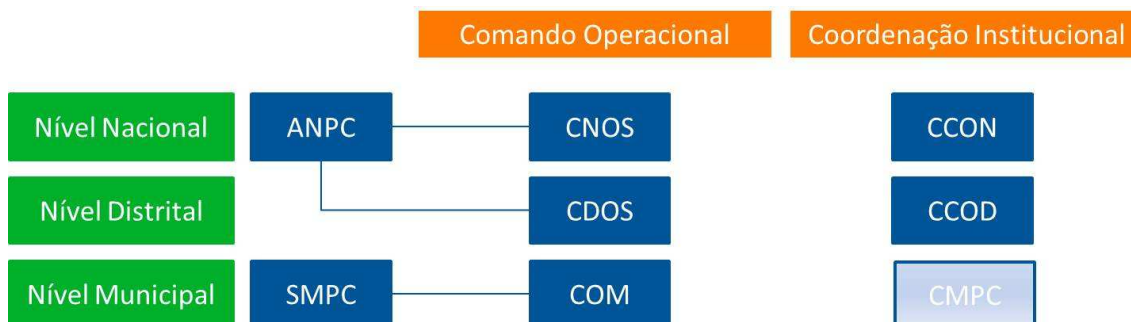 Comando Operacional
Coordenação Institucional
Nível Nacional
ANPC
CNOS
CCON
Nível Distrital
CDOS
CCOD
Nível Municipal
SMPC
COM
CMPC